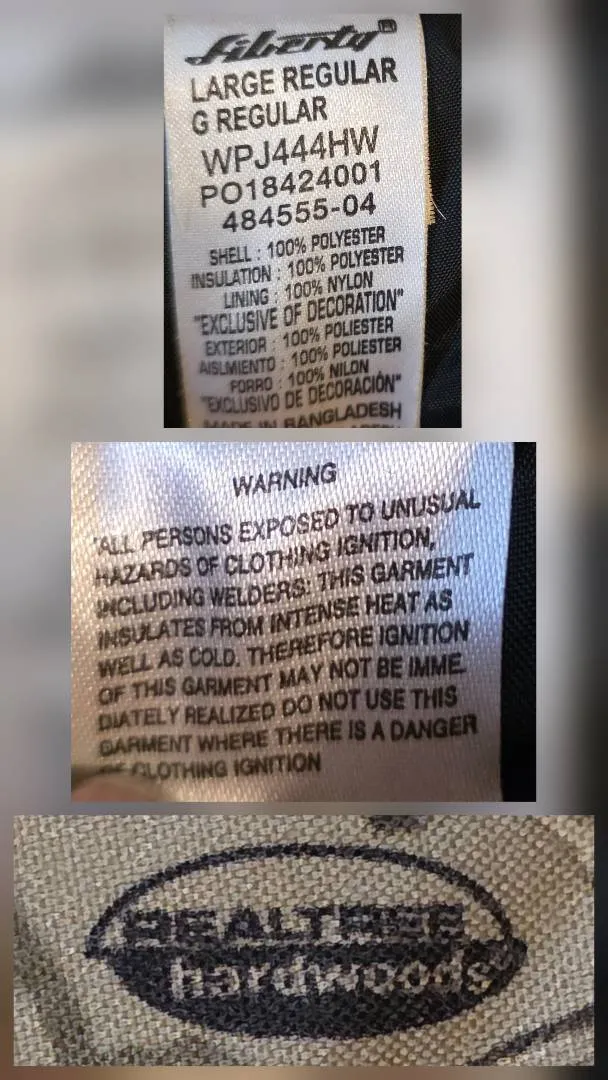 Liberty
LARGE REGULAR
G REGULAR
WPJ444HW
PO18424001
484555-04
SHELL : 100% POLYESTER
INSULATION : 100% POLYESTER
LINING : 100% NYLON
"EXCLUSIVE OF DECORATION"
EXTERIOR : 100% POLIESTER
AISLMIENTO : 100% POLIESTER
FORRO : 100% NILON
"EXCLUSIVO DE DECORACIÓN"
MADE IN BANGLADESH
WARNING
"ALL PERSONS EXPOSED TO UNUSUAL
HAZARDS OF CLOTHING IGNITION,
INCLUDING WELDERS: THIS GARMENT
INSULATES FROM INTENSE HEAT AS
WELL AS COLD. THEREFORE IGNITION
OF THIS GARMENT MAY NOT BE IMME.
DIATELY REALIZED DO NOT USE THIS
GARMENT WHERE THERE IS A DANGER
OF CLOTHING IGNITION
REALTREE
hardwoods